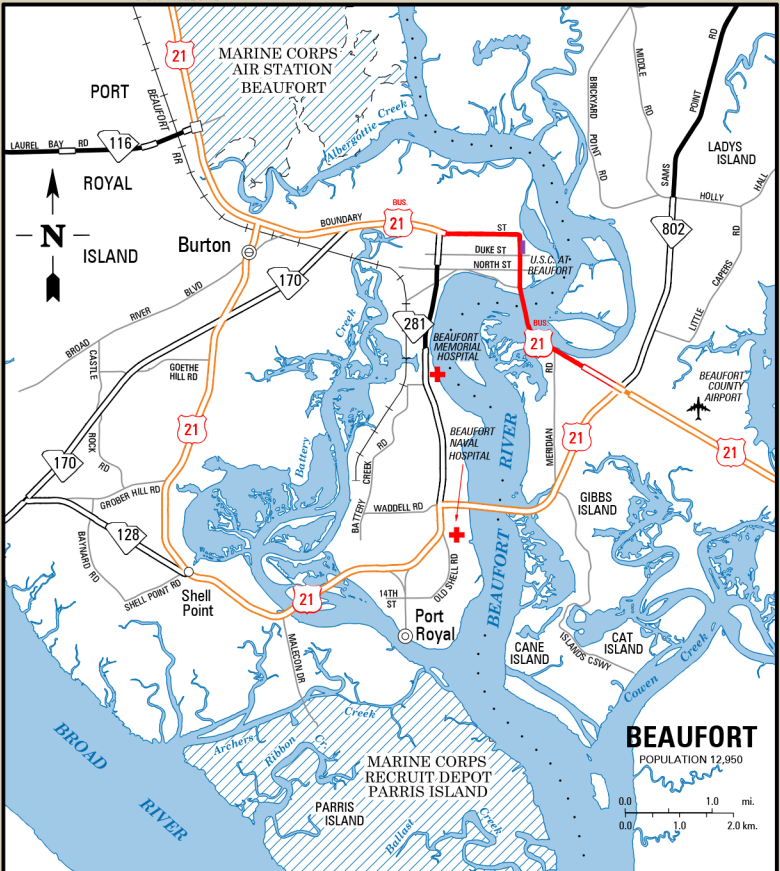 MARINE CORPS
AIR STATION
BEAUFORT
21
PORT
BEAUFORT
RR
LAUREL BAY RD
116
ROYAL
N
ISLAND
Albergottie Creek
BRICKYARD
POINT
RD
MIDDLE
RD
RD
POINT
SAMS
LADYS
ISLAND
HOLLY
HALL
802
RD
CAPERS
LITTLE
BUS.
21
BOUNDARY
ST
DUKE ST
NORTH ST
U.S.C. AT
BEAUFORT
Burton
170
BROAD
RIVER
BLVD
281
BEAUFORT
MEMORIAL
HOSPITAL
BUS.
21
Creek
Battery
CASTLE
ROCK
RD
GOETHE
HILL RD
21
BEAUFORT
COUNTY
AIRPORT
BEAUFORT
NAVAL
HOSPITAL
RD
MERIDIAN
21
21
170
RD
CREEK
BATTERY
WADDELL RD
GROBER HILL RD
128
BAYNARD RD
SHELL POINT RD
Shell
Point
21
GIBBS
ISLAND
BEAUFORT RIVER
OLD SHELL RD
14TH
ST
Port
Royal
MALECON DR
CANE
ISLAND
CAT
ISLAND
ISLANDS CSWY
Cowen Creek
BROAD
RIVER
Archers Creek
Ribbon Cr.
MARINE CORPS
RECRUIT DEPOT
PARRIS ISLAND
PARRIS
ISLAND
Ballast Creek
BEAUFORT
POPULATION 12,950
0.0 1.0 mi.
0.0 1.0 2.0 km.